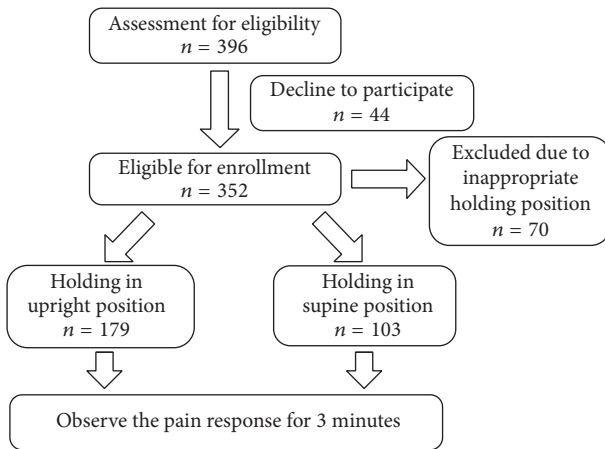 Assessment for eligibility
n = 396
Decline to participate
n = 44
Eligible for enrollment
n = 352
Excluded due to
inappropriate
holding position
n = 70
Holding in
upright position
n = 179
Holding in
supine position
n = 103
Observe the pain response for 3 minutes